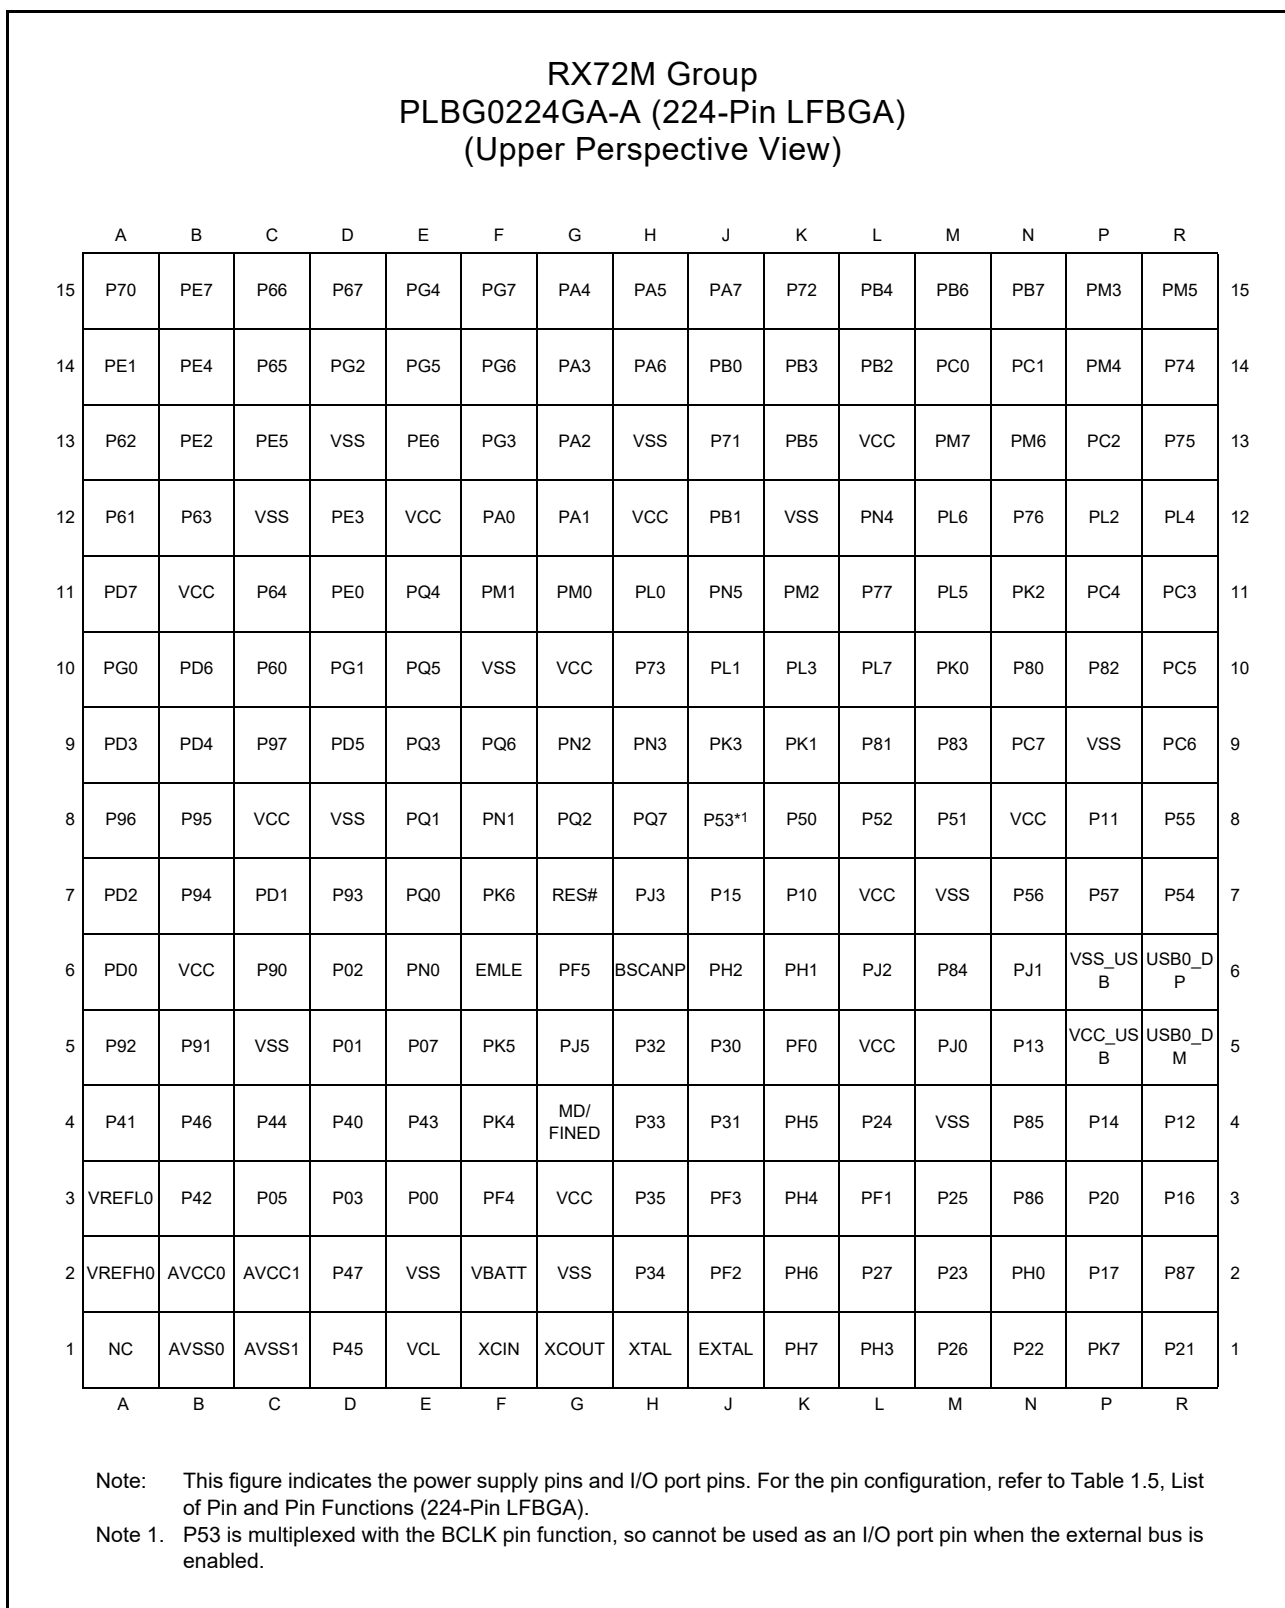 RX72M Group
PLBG0224GA-A (224-Pin LFBGA)
(Upper Perspective View)
A B C D E F G H J K L M N P R
15 P70 PE7 P66 P67 PG4 PG7 PA4 PA5 PA7 P72 PB4 PB6 PB7 PM3 PM5 15
14 PE1 PE4 P65 PG2 PG5 PG6 PA3 PA6 PB0 PB3 PB2 PC0 PC1 PM4 P74 14
13 P62 PE2 PE5 VSS PE6 PG3 PA2 VSS P71 PB5 VCC PM7 PM6 PC2 P75 13
12 P61 P63 VSS PE3 VCC PA0 PA1 VCC PB1 VSS PN4 PL6 P76 PL2 PL4 12
11 PD7 VCC P64 PE0 PQ4 PM1 PM0 PL0 PN5 PM2 P77 PL5 PK2 PC4 PC3 11
10 PG0 PD6 P60 PG1 PQ5 VSS VCC P73 PL1 PL3 PL7 PK0 P80 P82 PC5 10
9 PD3 PD4 P97 PD5 PQ3 PQ6 PN2 PN3 PK3 PK1 P81 P83 PC7 VSS PC6 9
8 P96 P95 VCC VSS PQ1 PN1 PQ2 PQ7 P53*1 P50 P52 P51 VCC P11 P55 8
7 PD2 P94 PD1 P93 PQ0 PK6 RES# PJ3 P15 P10 VCC VSS P56 P57 P54 7
6 PD0 VCC P90 P02 PN0 EMLE PF5 BSCANP PH2 PH1 PJ2 P84 PJ1 VSS_USB USB0_DP 6
5 P92 P91 VSS P01 P07 PK5 PJ5 P32 P30 PF0 VCC PJ0 P13 VCC_USB USB0_DM 5
4 P41 P46 P44 P40 P43 PK4 MD/FINED P33 P31 PH5 P24 VSS P85 P14 P12 4
3 VREFL0 P42 P05 P03 P00 PF4 VCC P35 PF3 PH4 PF1 P25 P86 P20 P16 3
2 VREFH0 AVCC0 AVCC1 P47 VSS VBATT VSS P34 PF2 PH6 P27 P23 PH0 P17 P87 2
1 NC AVSS0 AVSS1 P45 VCL XCIN XCOUT XTAL EXTAL PH7 PH3 P26 P22 PK7 P21 1
A B C D E F G H J K L M N P R
Note: This figure indicates the power supply pins and I/O port pins. For the pin configuration, refer to Table 1.5, List
of Pin and Pin Functions (224-Pin LFBGA).
Note 1. P53 is multiplexed with the BCLK pin function, so cannot be used as an I/O port pin when the external bus is
enabled.